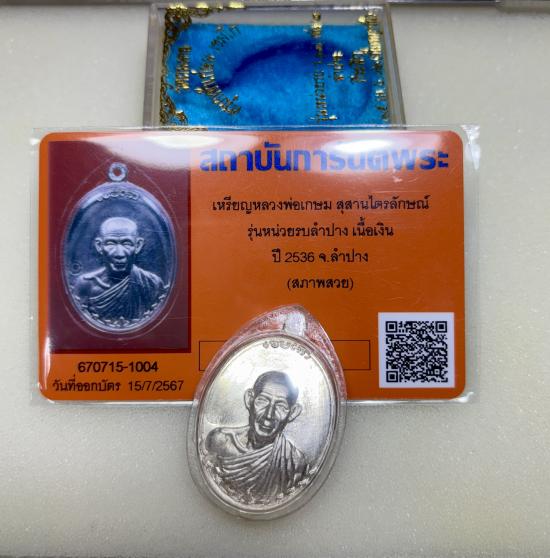 สถาบันการันตีพระ
เหรียญหลวงพ่อเกษม สุสานไตรลักษณ์
รุ่นหน่วยรบลำปาง เนื้อเงิน
ปี 2536 จ.ลำปาง
(สภาพสวย)
670715-1004
วันที่ออกบัตร 15/7/2567